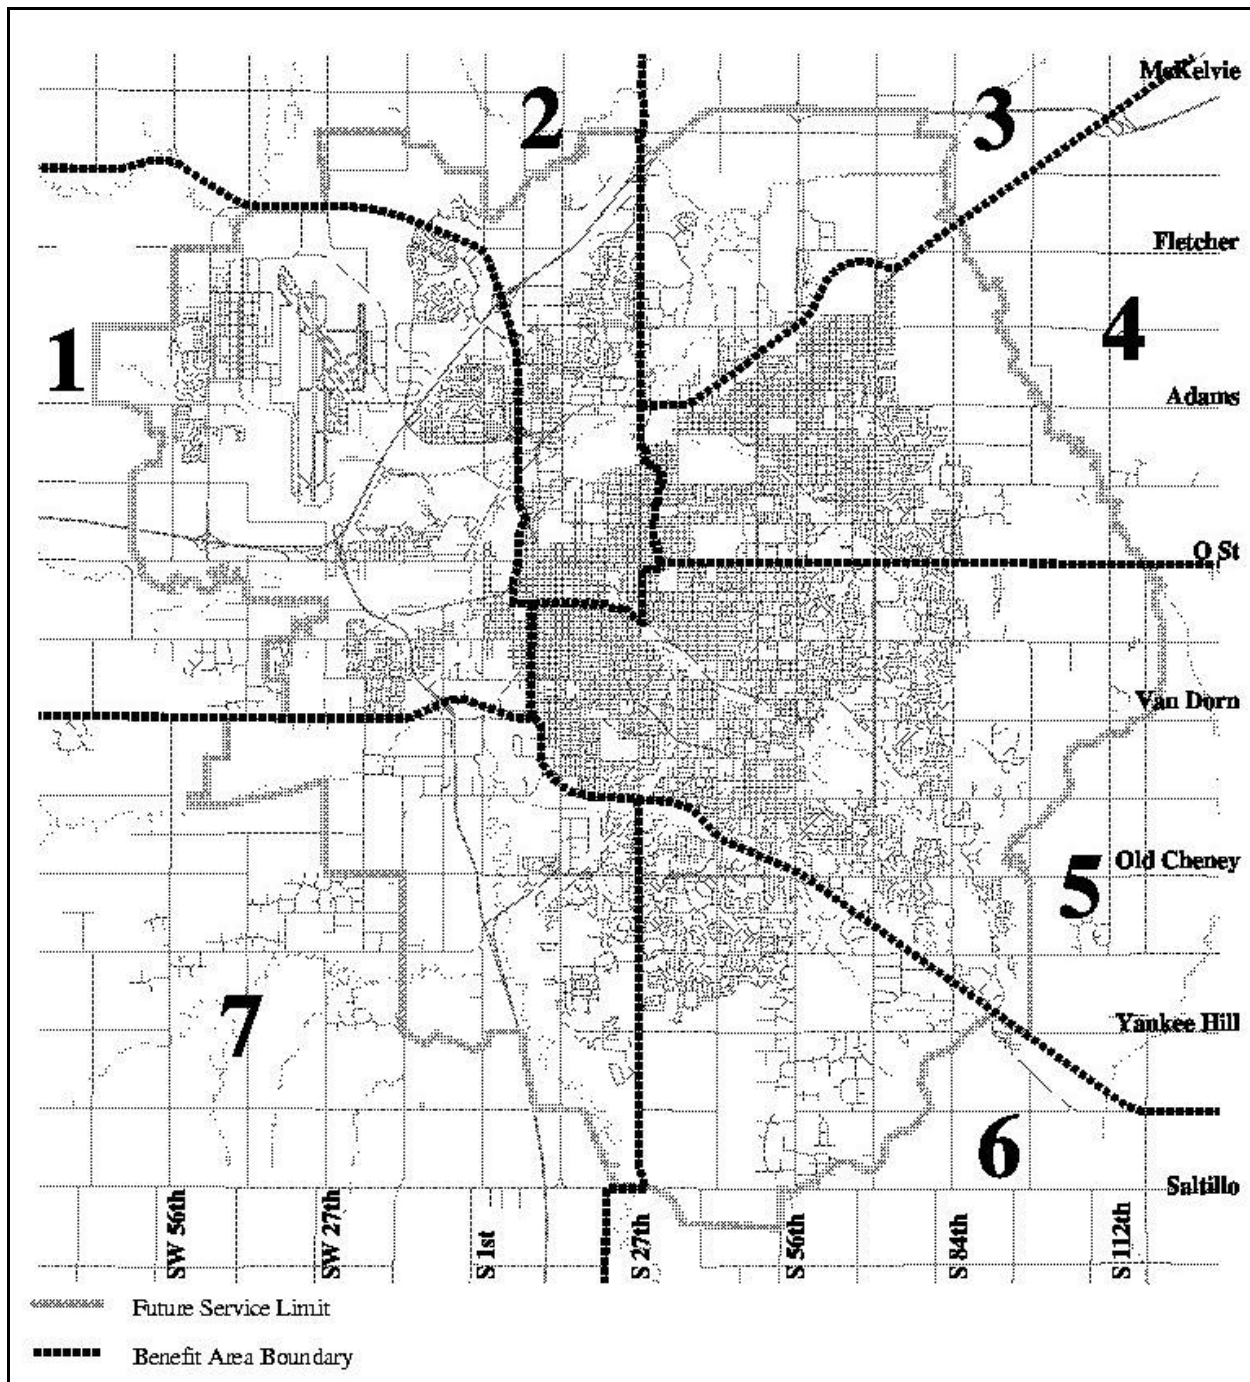 McKelvie
2
3
Fletcher
4
1
Adams
O St
Van Dorn
Old Cheney
5
7
Yankee Hill
6
Saltillo
SW 56th
SW 27th
S 1st
S 27th
S 56th
S 84th
S 112th
Future Service Limit
Benefit Area Boundary